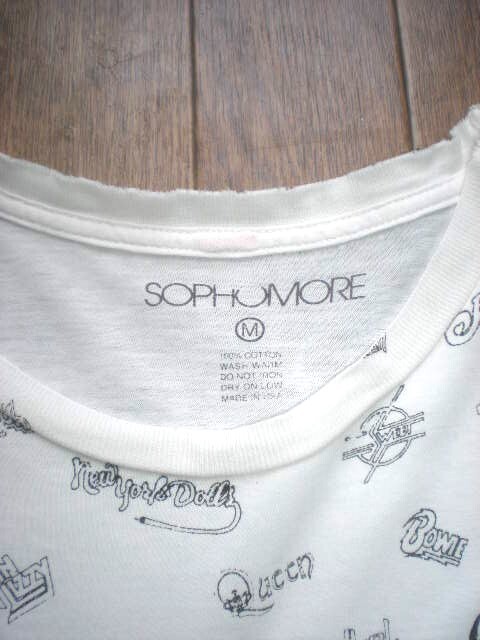 SOPHOMORE
M
100% COTTON
WASH WARM
DO NOT IRON
DRY ON LOW
MADE IN USA
SWEET
New York Dolls
BOWIE
Queen